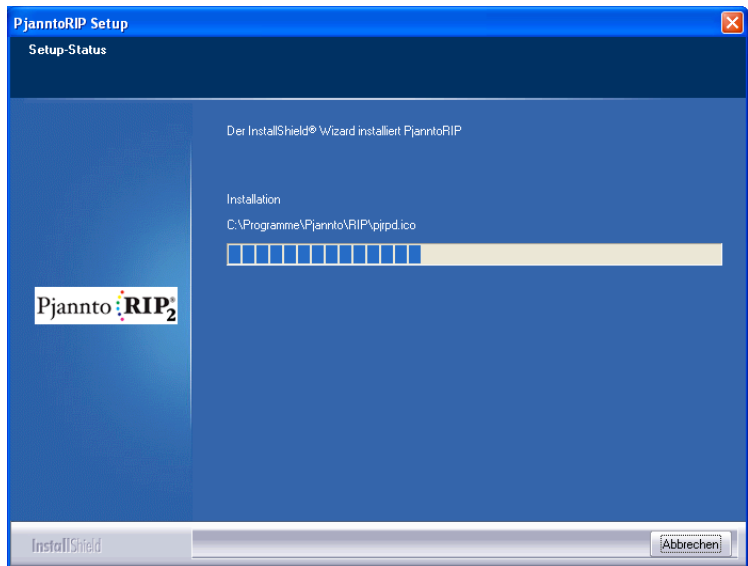 PjanntoRIP Setup
Setup-Status
Der InstallShield® Wizard installiert PjanntoRIP
Installation
C:\Programme\Pjannto\RIP\pjrpd.ico
Pjannto RIP2
InstallShield
Abbrechen